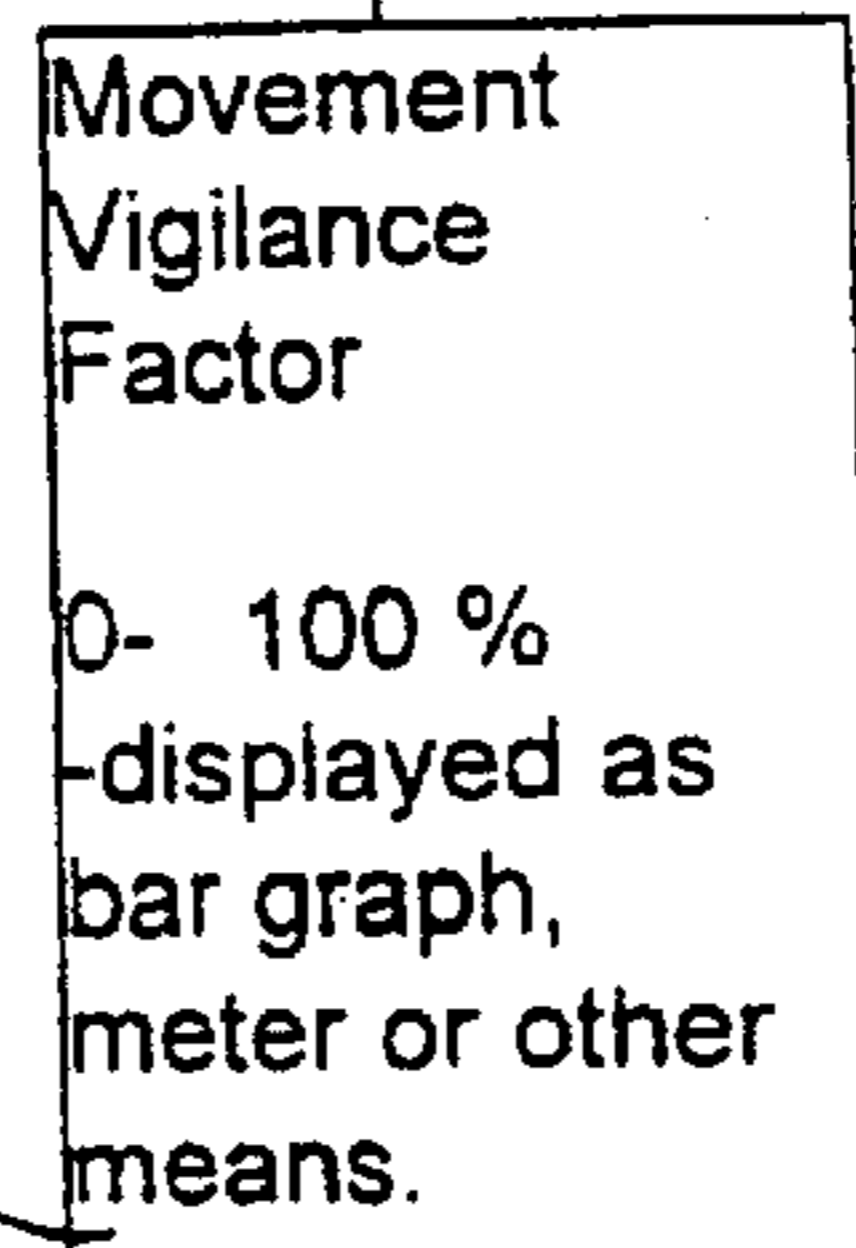 Movement
Vigilance
Factor
0- 100 %
-displayed as
bar graph,
meter or other
means.